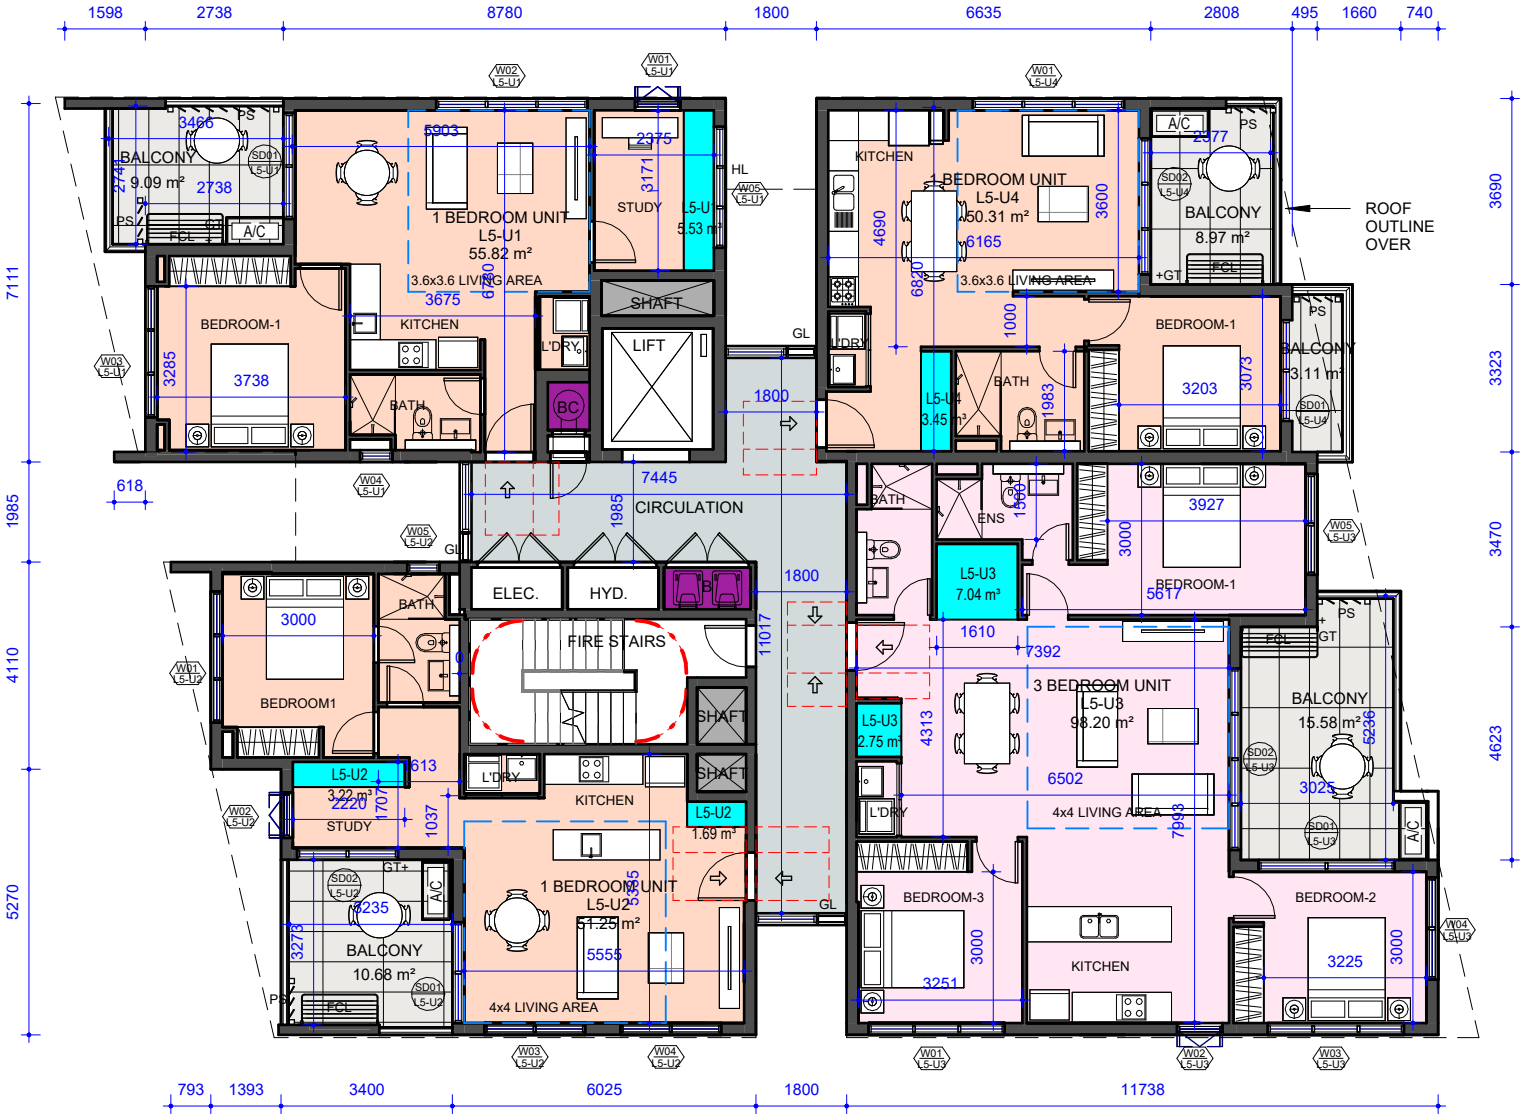 1598 2738 8780 1800 6635 2808 495 1660 740
W02 L5-U1
W01 L5-U1
W01 L5-U4
3466
PS
BALCONY
9.09 m²
2741
2738
SD01 L5-U1
PS
FCL
GT
A/C
5903
1 BEDROOM UNIT
L5-U1
55.82 m²
3.6x3.6 LIVING AREA
6780
3675
KITCHEN
2375
3171
STUDY
L5-U1
5.53 m³
HL
W05 L5-U1
SHAFT
LIFT
L'DRY
BC
GL
BEDROOM-1
3285
3738
BATH
W03 L5-U1
W04 L5-U1
7111
1985
4110
5270
618
KITCHEN
1 BEDROOM UNIT
L5-U4
50.31 m²
4690
6165
6820
3600
3.6x3.6 LIVING AREA
1000
L'DRY
L5-U4
3.45 m³
BATH
1983
BEDROOM-1
3203
3073
A/C
2377
PS
SD02 L5-U4
BALCONY
8.97 m²
+GT
FCL
PS
BALCONY
3.11 m²
SD01 L5-U4
ROOF
OUTLINE
OVER
3690
3323
3470
4623
1800
7445
CIRCULATION
1985
GL
W05 L5-U2
ELEC.
HYD.
B
1800
11017
FIRE STAIRS
SHAFT
SHAFT
GL
BATH
ENS
1500
3927
3000
BEDROOM-1
5617
W05 L5-U3
L5-U3
7.04 m³
1610
7392
3 BEDROOM UNIT
L5-U3
98.20 m²
L5-U3
2.75 m³
4313
6502
4x4 LIVING AREA
7993
L'DRY
FCL
+
GT
PS
BALCONY
15.58 m²
5236
SD02 L5-U3
3025
SD01 L5-U3
A/C
BEDROOM-3
3251
3000
KITCHEN
BEDROOM-2
3225
3000
W04 L5-U3
W01 L5-U3
W02 L5-U3
W03 L5-U3
3000
BEDROOM1
BATH
0
W01 L5-U2
W02 L5-U2
L5-U2
3.22 m³
613
2220
1707
1037
STUDY
L'DRY
KITCHEN
L5-U2
1.69 m³
1 BEDROOM UNIT
L5-U2
51.25 m²
5555
4x4 LIVING AREA
GT+
SD02 L5-U2
A/C
3235
3273
BALCONY
10.68 m²
SD01 L5-U2
PS
FCL
W03 L5-U2
W04 L5-U2
793 1393 3400 6025 1800 11738